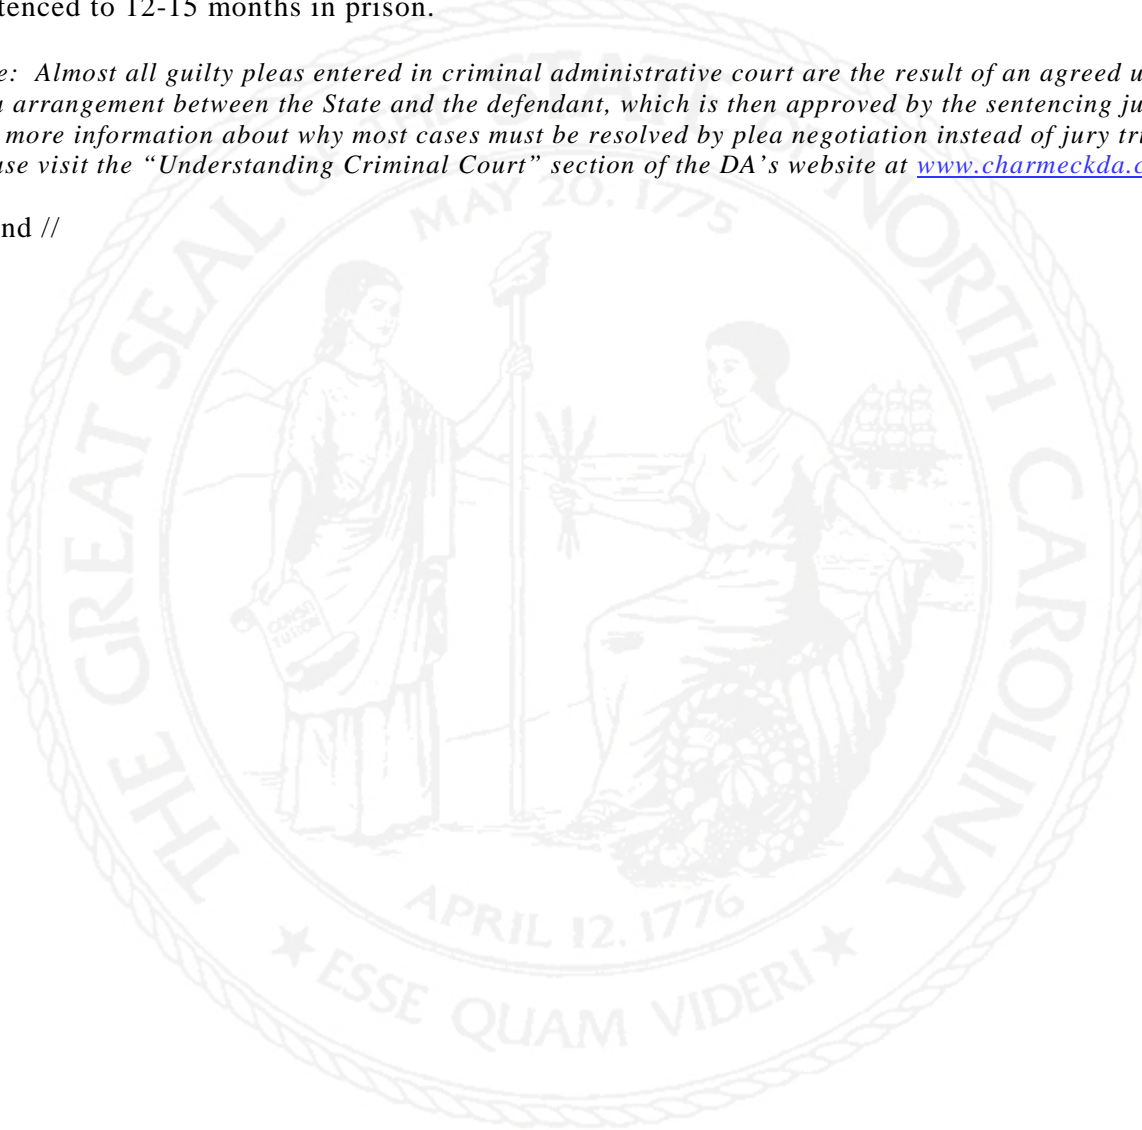 tenced to 12-15 months in prison.
e: Almost all guilty pleas entered in criminal administrative court are the result of an agreed u
arrangement between the State and the defendant, which is then approved by the sentencing ju
more information about why most cases must be resolved by plea negotiation instead of jury tri
ase visit the “Understanding Criminal Court” section of the DA’s website at www.charmeckda.c
nd //
THE GREAT SEAL OF THE STATE OF NORTH CAROLINA
MAY 20, 1775
CONSTI
TUTION
APRIL 12, 1776
★ ESSE QUAM VIDERI ★